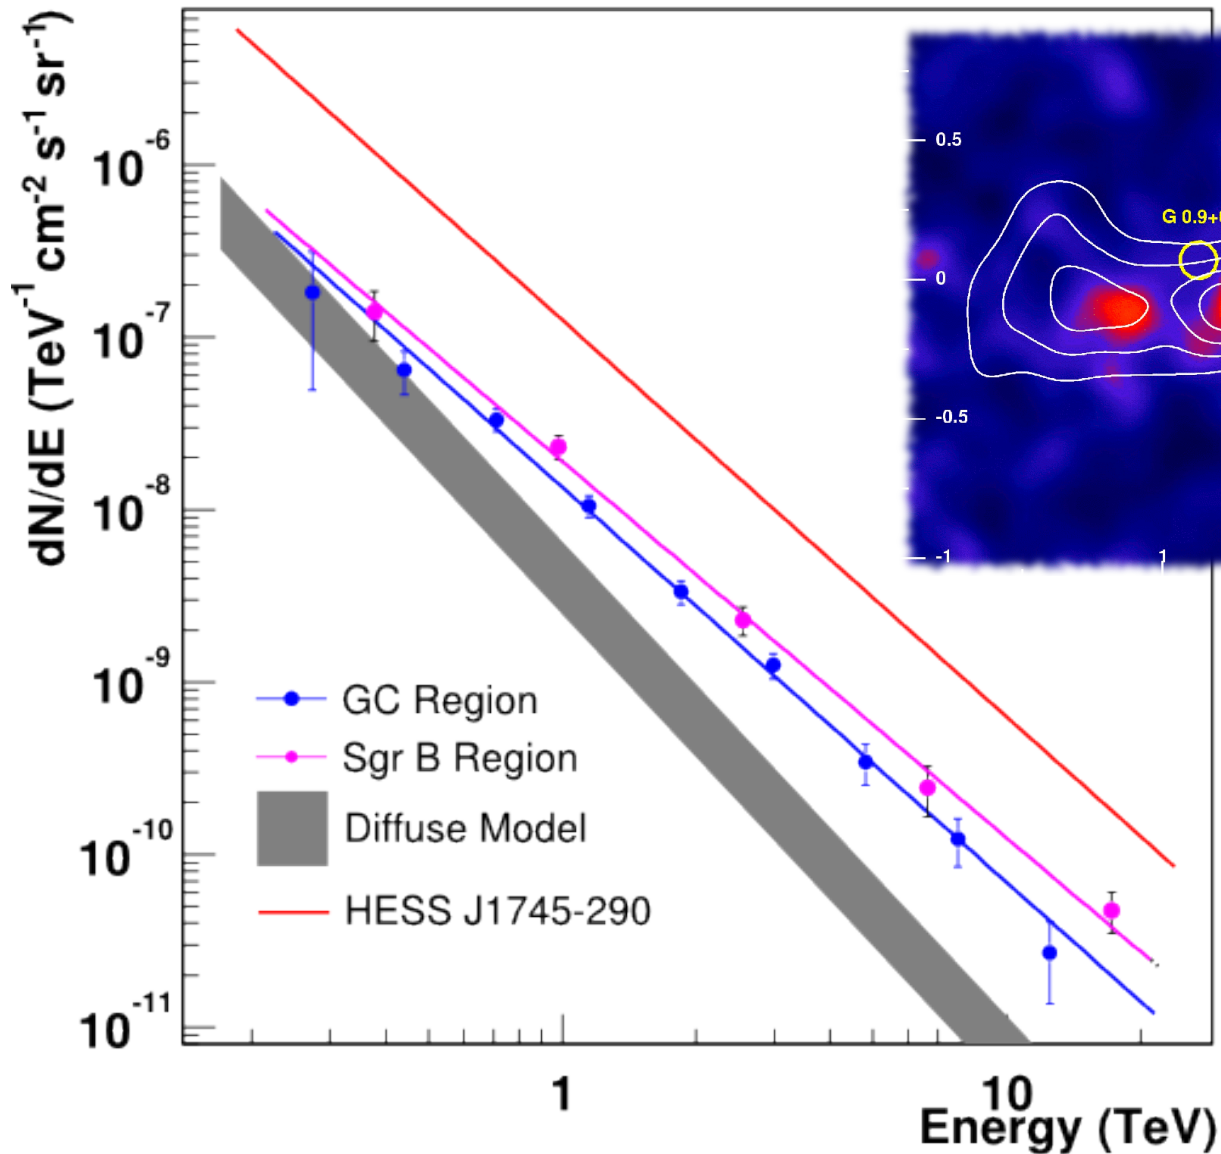 dN/dE (TeV⁻¹ cm⁻² s⁻¹ sr⁻¹)
10⁻⁶
10⁻⁷
10⁻⁸
10⁻⁹
10⁻¹⁰
10⁻¹¹
0.5
G 0.9+
0
-0.5
-1
1
GC Region
Sgr B Region
Diffuse Model
HESS J1745-290
1
10
Energy (TeV)